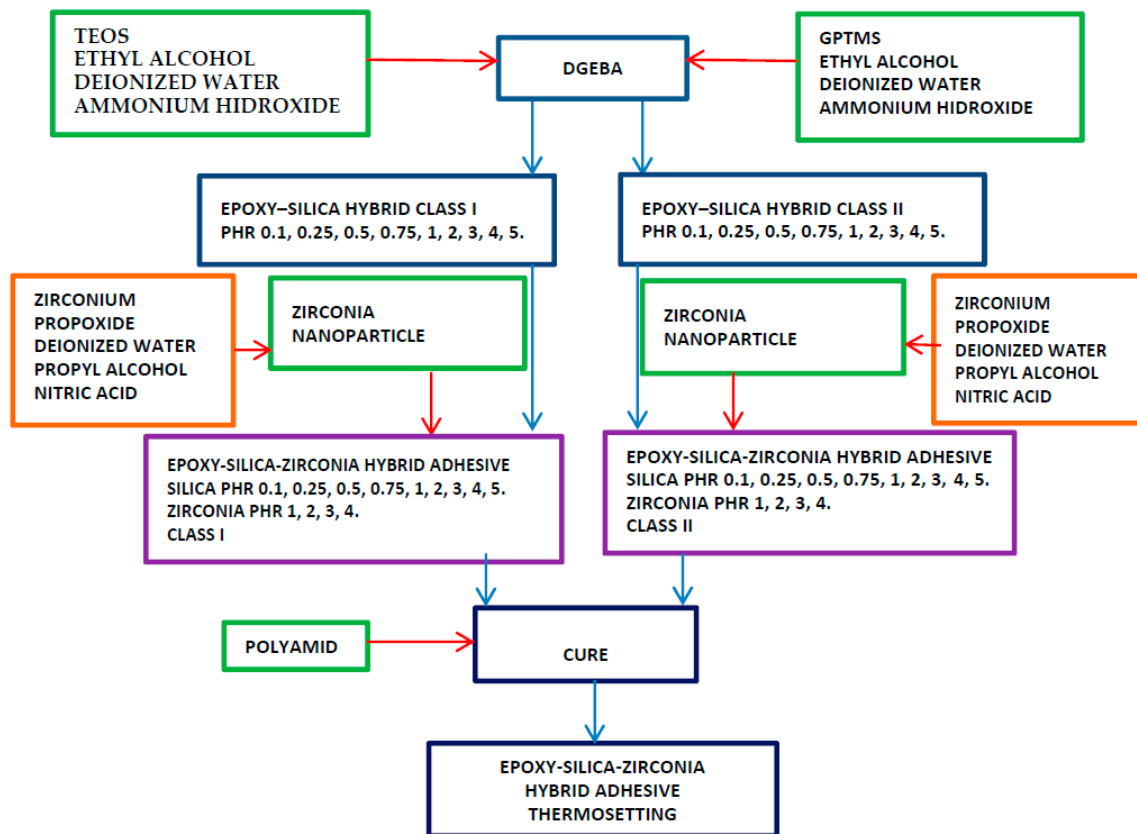 TEOS
ETHYL ALCOHOL
DEIONIZED WATER
AMMONIUM HIDROXIDE
DGEBA
GPTMS
ETHYL ALCOHOL
DEIONIZED WATER
AMMONIUM HIDROXIDE
EPOXY–SILICA HYBRID CLASS I
PHR 0.1, 0.25, 0.5, 0.75, 1, 2, 3, 4, 5.
EPOXY–SILICA HYBRID CLASS II
PHR 0.1, 0.25, 0.5, 0.75, 1, 2, 3, 4, 5.
ZIRCONIUM
PROPOXIDE
DEIONIZED WATER
PROPYL ALCOHOL
NITRIC ACID
ZIRCONIA
NANOPARTICLE
ZIRCONIA
NANOPARTICLE
ZIRCONIUM
PROPOXIDE
DEIONIZED WATER
PROPYL ALCOHOL
NITRIC ACID
EPOXY-SILICA-ZIRCONIA HYBRID ADHESIVE
SILICA PHR 0.1, 0.25, 0.5, 0.75, 1, 2, 3, 4, 5.
ZIRCONIA PHR 1, 2, 3, 4.
CLASS I
EPOXY-SILICA-ZIRCONIA HYBRID ADHESIVE
SILICA PHR 0.1, 0.25, 0.5, 0.75, 1, 2, 3, 4, 5.
ZIRCONIA PHR 1, 2, 3, 4.
CLASS II
POLYAMID
CURE
EPOXY-SILICA-ZIRCONIA
HYBRID ADHESIVE
THERMOSETTING